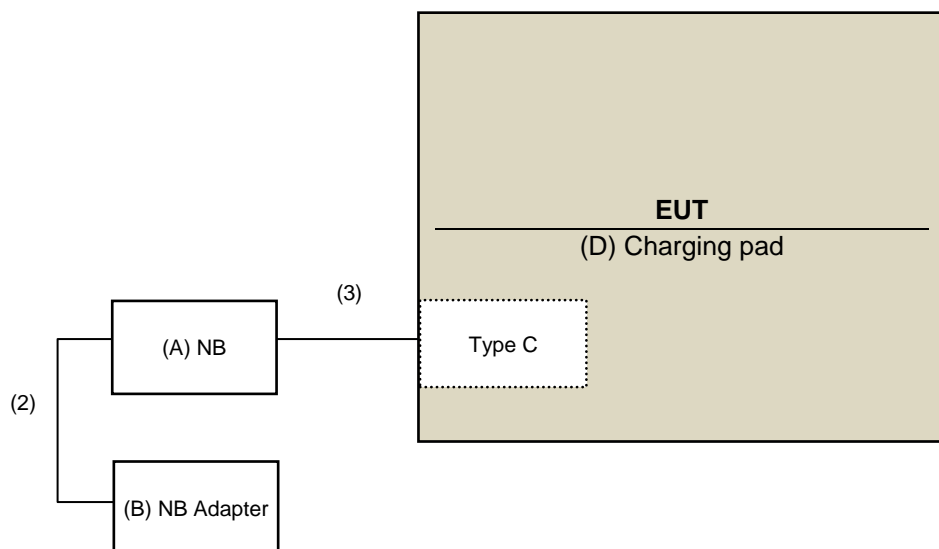 EUT
(D) Charging pad
(3)
(A) NB
Type C
(2)
(B) NB Adapter